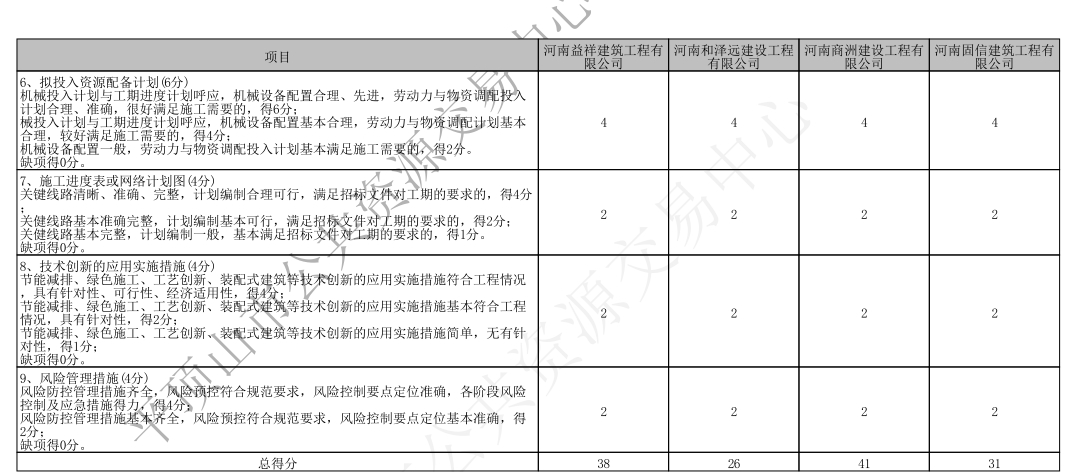 项目
河南益祥建筑工程有限公司
河南和泽远建设工程有限公司
河南商洲建设工程有限公司
河南固信建筑工程有限公司
6、拟投入资源配备计划(6分)
机械投入计划与工期进度计划呼应，机械设备配置合理、先进，劳动力与物资调配投入
计划合理、准确，很好满足施工需要的，得6分；
械投入计划与工期进度计划呼应，机械设备配置基本合理，劳动力与物资调配计划基本
合理，较好满足施工需要的，得4分；
机械设备配置一般，劳动力与物资调配投入计划基本满足施工需要的，得2分。
缺项得0分。
4 4 4 4
7、施工进度表或网络计划图(4分)
关键线路清晰、准确、完整，计划编制合理可行，满足招标文件对工期的要求的，得4分
；
关键线路基本准确完整，计划编制基本可行，满足招标文件对工期的要求的，得2分；
关键线路基本完整，计划编制一般，基本满足招标文件对工期的要求的，得1分。
缺项得0分。
2 2 2 2
8、技术创新的应用实施措施(4分)
节能减排、绿色施工、工艺创新、装配式建筑等技术创新的应用实施措施符合工程情况
，具有针对性、可行性、经济适用性，得4分；
节能减排、绿色施工、工艺创新、装配式建筑等技术创新的应用实施措施基本符合工程
情况，具有针对性，得2分；
节能减排、绿色施工、工艺创新、装配式建筑等技术创新的应用实施措施简单，无有针
对性，得1分；
缺项得0分。
2 2 2 2
9、风险管理措施(4分)
风险防控管理措施齐全，风险预控符合规范要求，风险控制要点定位准确，各阶段风险
控制及应急措施得力，得4分；
风险防控管理措施基本齐全，风险预控符合规范要求，风险控制要点定位基本准确，得
2分；
缺项得0分。
2 2 2 2
总得分 38 26 41 31
平顶山市公共资源交易中心
公共资源交易中心